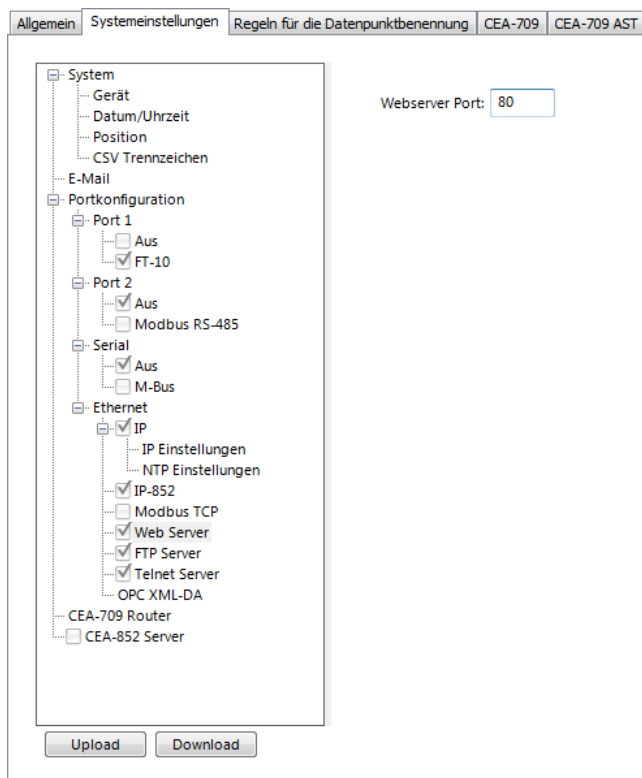 Allgemein Systemeinstellungen Regeln für die Datenpunktbenennung CEA-709 CEA-709 AST
System
Gerät
Datum/Uhrzeit
Position
CSV Trennzeichen
E-Mail
Portkonfiguration
Port 1
Aus
FT-10
Port 2
Aus
Modbus RS-485
Serial
Aus
M-Bus
Ethernet
IP
IP Einstellungen
NTP Einstellungen
IP-852
Modbus TCP
Web Server
FTP Server
Telnet Server
OPC XML-DA
CEA-709 Router
CEA-852 Server
Webserver Port: 80
Upload Download